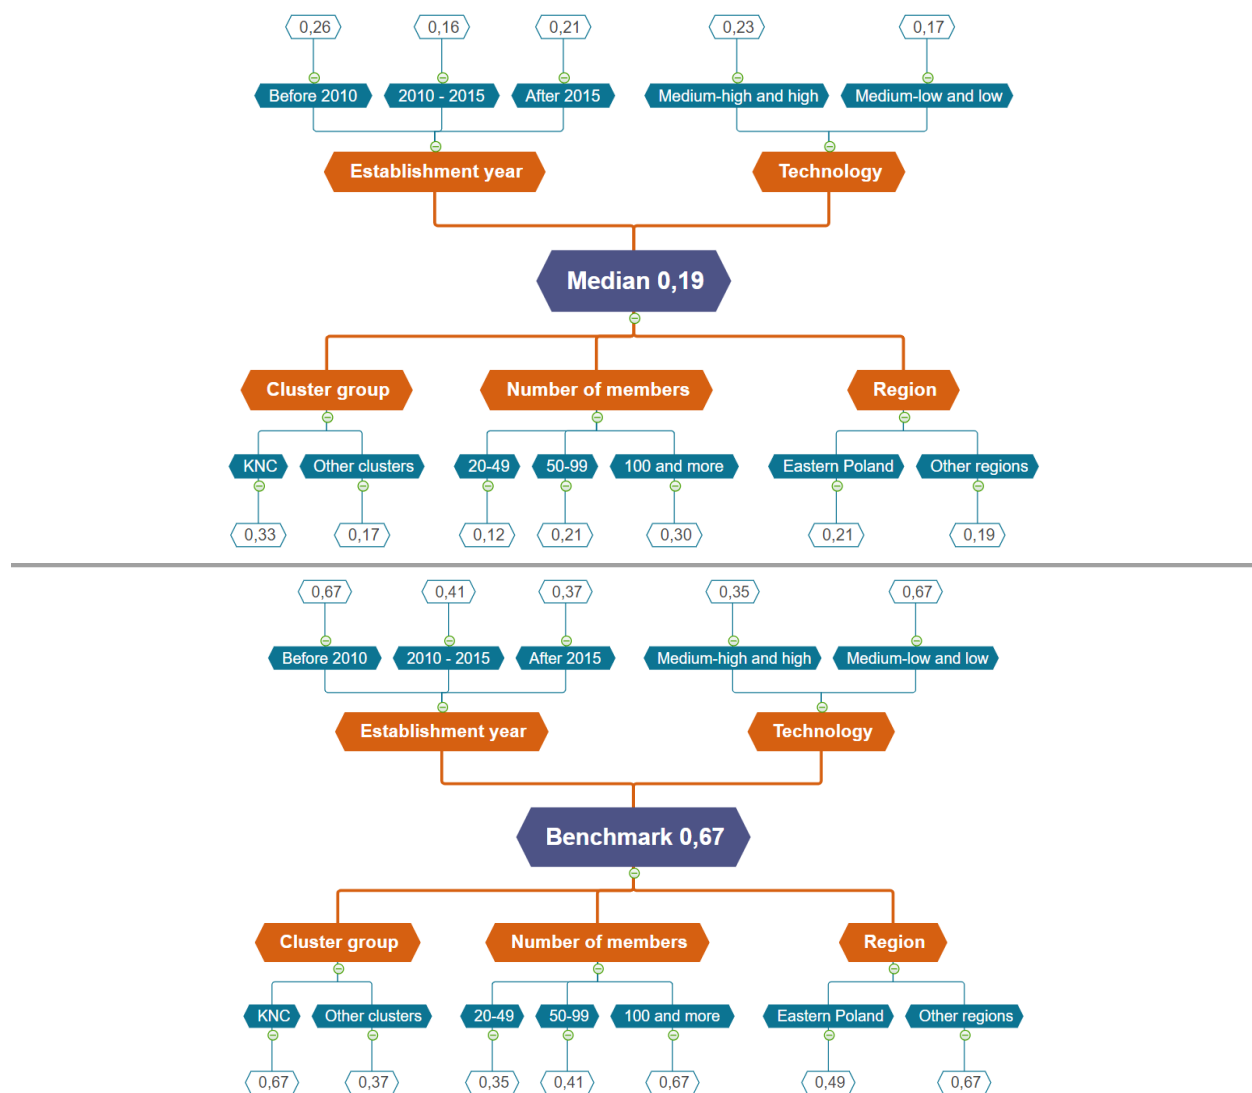 0,26 0,16 0,21 0,23 0,17
Before 2010 2010 - 2015 After 2015 Medium-high and high Medium-low and low
Establishment year Technology
Median 0,19
Cluster group Number of members Region
KNC Other clusters 20-49 50-99 100 and more Eastern Poland Other regions
0,33 0,17 0,12 0,21 0,30 0,21 0,19
0,67 0,41 0,37 0,35 0,67
Before 2010 2010 - 2015 After 2015 Medium-high and high Medium-low and low
Establishment year Technology
Benchmark 0,67
Cluster group Number of members Region
KNC Other clusters 20-49 50-99 100 and more Eastern Poland Other regions
0,67 0,37 0,35 0,41 0,67 0,49 0,67